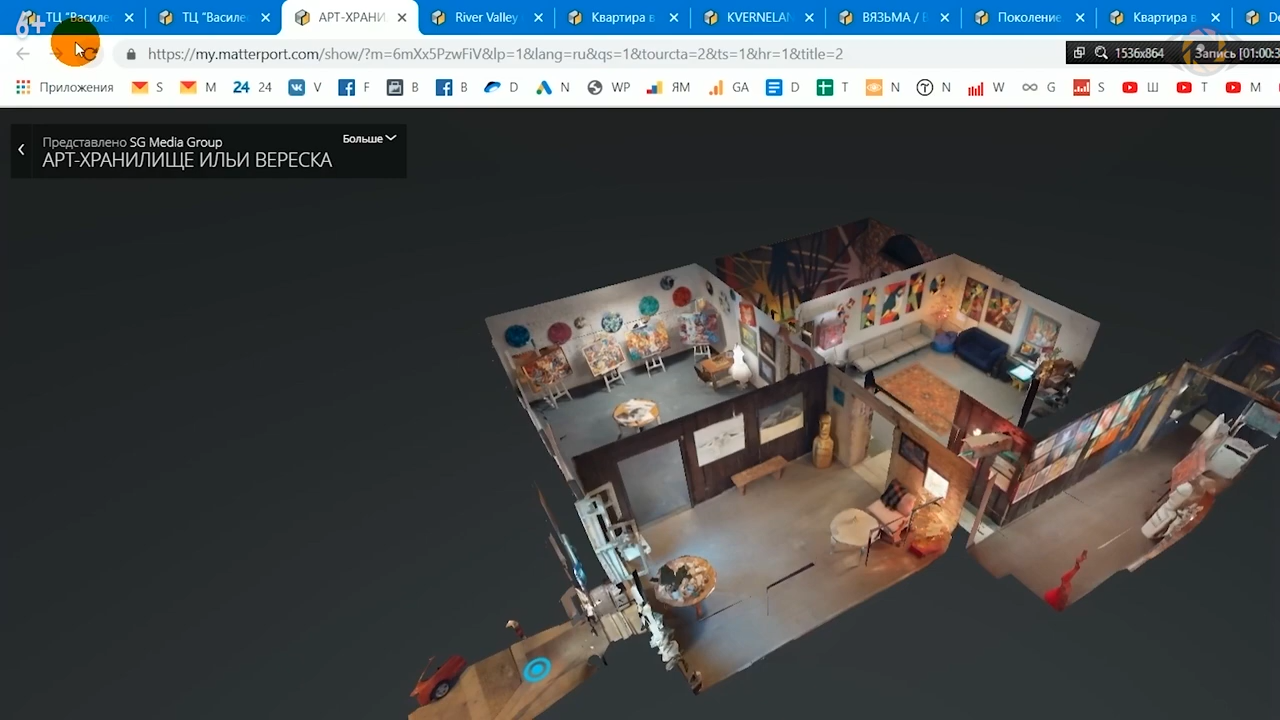 6+
ТЦ "Васили
ТЦ "Васили
АРТ-ХРАНИ
River Valley
Квартира в
KVERNELAN
ВЯЗЬМА / В
Поколение
Квартира в
https://my.matterport.com/show/?m=6mXx5PzwFiV&lp=1&lang=ru&qs=1&tourcta=2&ts=1&hr=1&title=2
1536x864
Запись [01:00:3
Приложения S M 24 24 V F B B D N WP ЯМ GA D T N N W G S Ш T M
Представлено SG Media Group
Больше
АРТ-ХРАНИЛИЩЕ ИЛЬИ ВЕРЕСКА